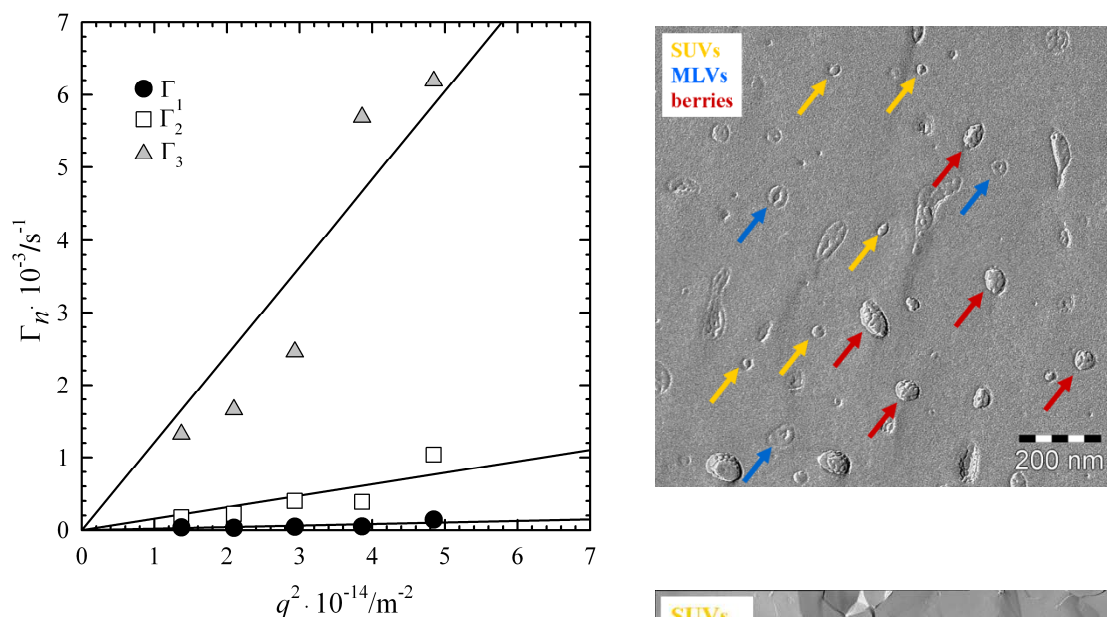 7
6
5
4
3
2
1
0
Γₙ · 10⁻³/s⁻¹
Γ₁
Γ₂
Γ₃
0 1 2 3 4 5 6 7
q² · 10⁻¹⁴/m⁻²
SUVs
MLVs
berries
200 nm
SUVs